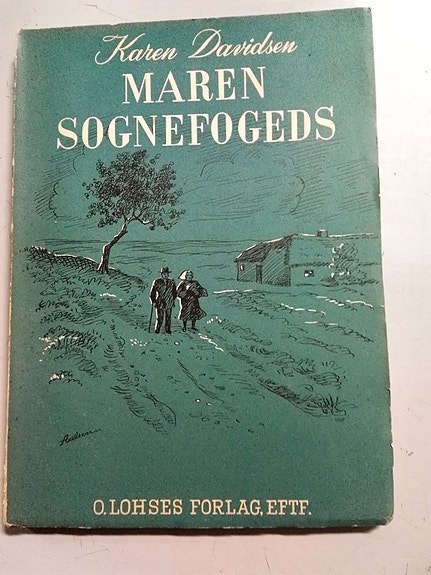 Karen Davidsen
MAREN
SOGNEFOGEDS
O. LOHSES FORLAG, EFTF.